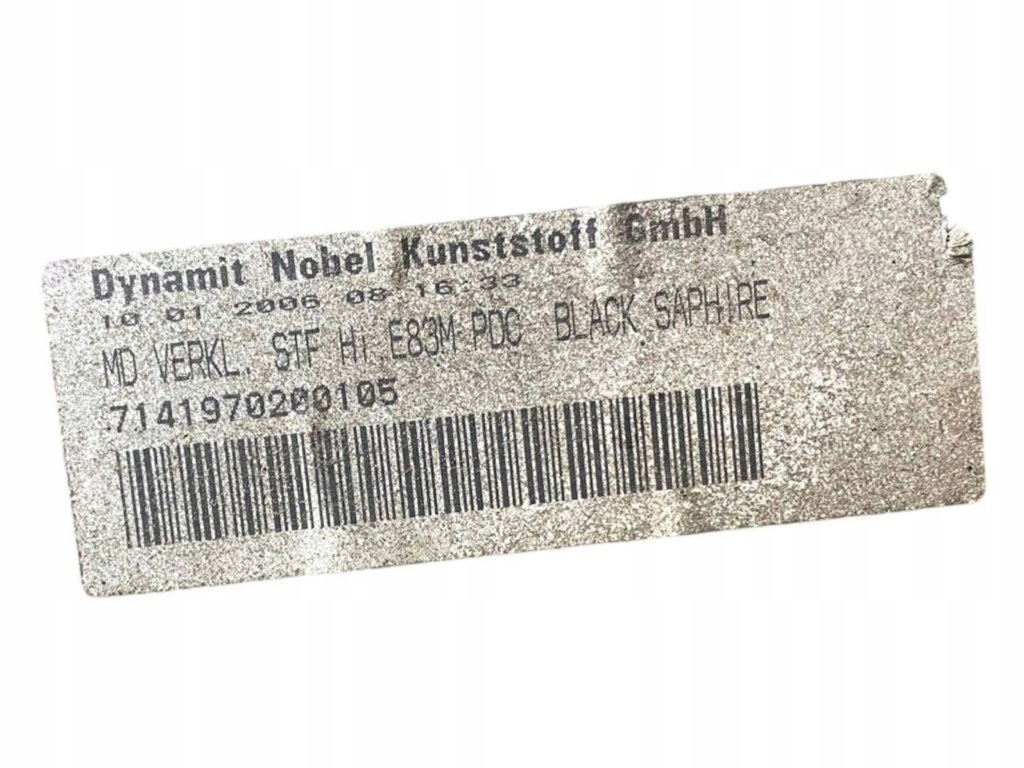 Dynamit Nobel Kunststoff GmbH
10.01.2006 08:16:33
MD VERKL. STF Hi E83M PDC BLACK SAPHIRE
7141970200105